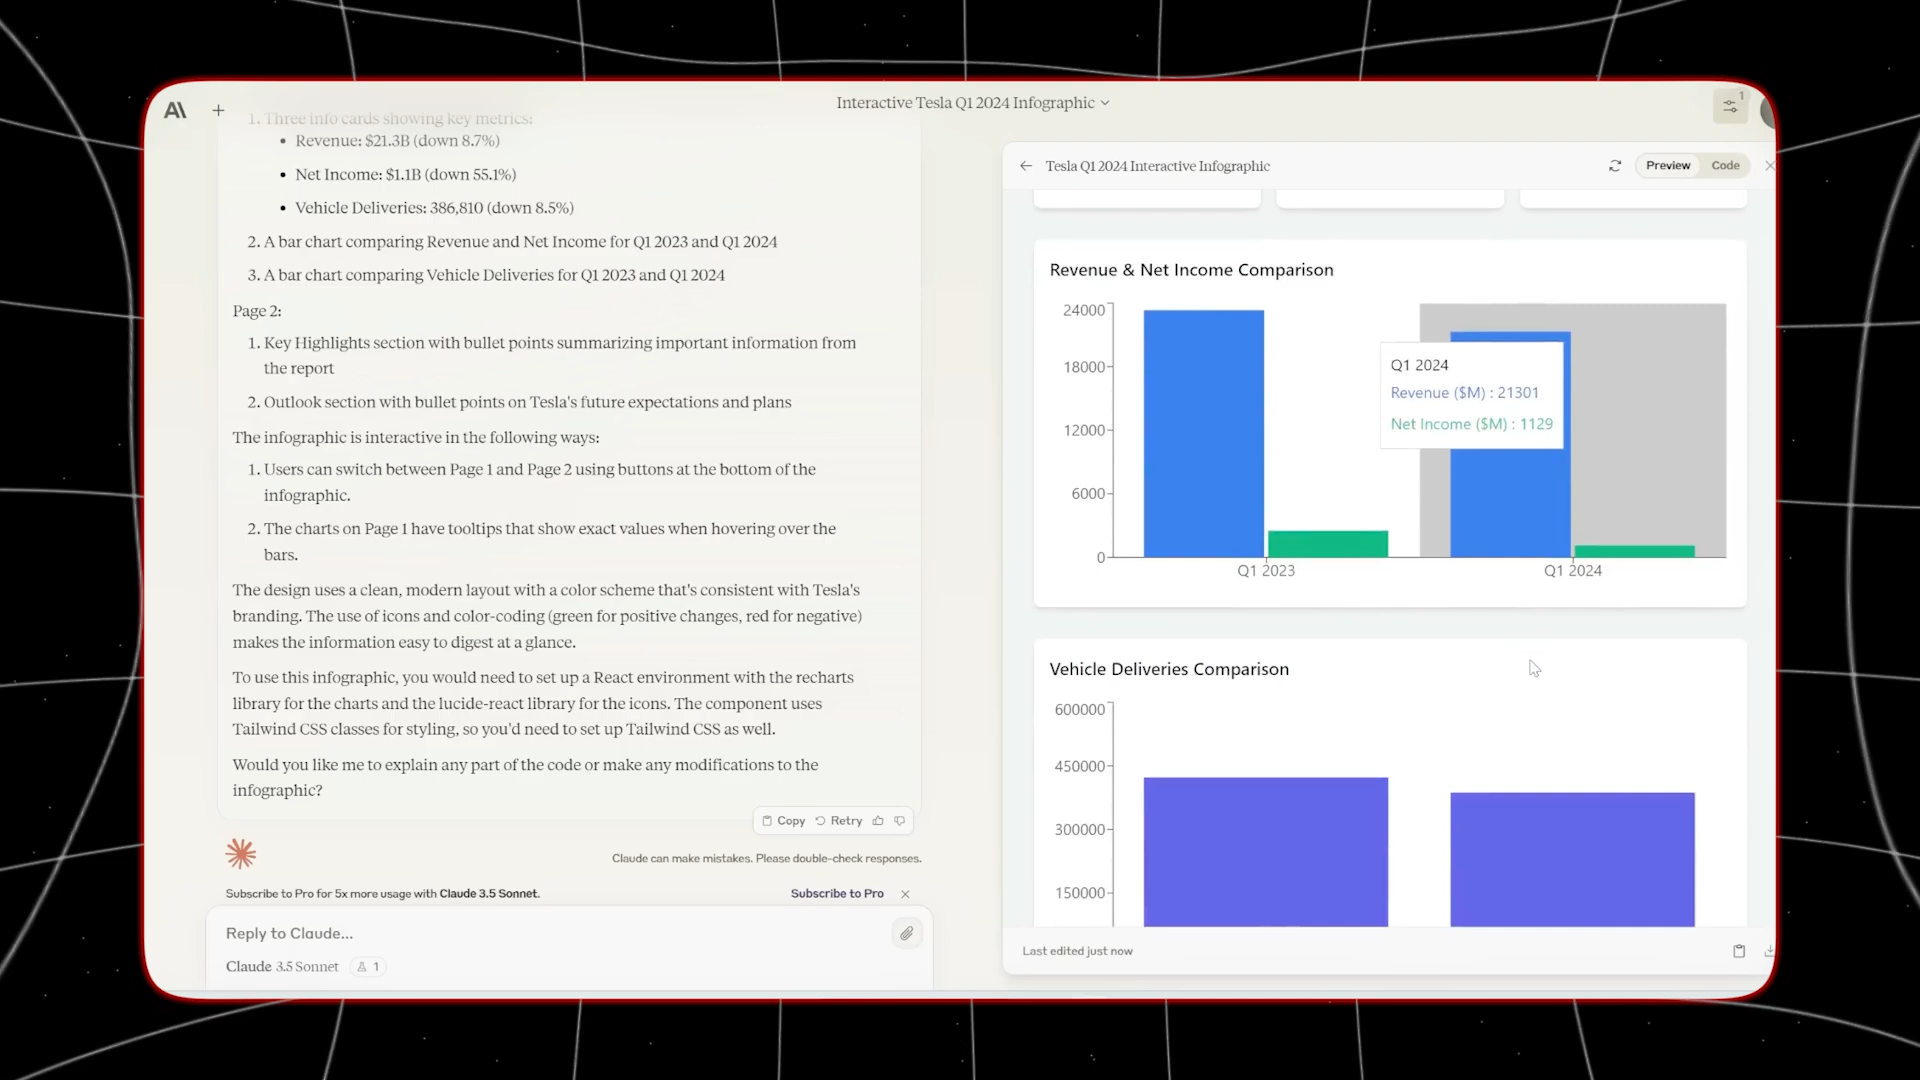 Interactive Tesla Q1 2024 Infographic
1
1. Three info cards showing key metrics:
• Revenue: $21.3B (down 8.7%)
• Net Income: $1.1B (down 55.1%)
• Vehicle Deliveries: 386,810 (down 8.5%)
2. A bar chart comparing Revenue and Net Income for Q1 2023 and Q1 2024
3. A bar chart comparing Vehicle Deliveries for Q1 2023 and Q1 2024
Page 2:
1. Key Highlights section with bullet points summarizing important information from
the report
2. Outlook section with bullet points on Tesla's future expectations and plans
The infographic is interactive in the following ways:
1. Users can switch between Page 1 and Page 2 using buttons at the bottom of the
infographic.
2. The charts on Page 1 have tooltips that show exact values when hovering over the
bars.
The design uses a clean, modern layout with a color scheme that's consistent with Tesla's
branding. The use of icons and color-coding (green for positive changes, red for negative)
makes the information easy to digest at a glance.
To use this infographic, you would need to set up a React environment with the recharts
library for the charts and the lucide-react library for the icons. The component uses
Tailwind CSS classes for styling, so you'd need to set up Tailwind CSS as well.
Would you like me to explain any part of the code or make any modifications to the
infographic?
Copy Retry
Claude can make mistakes. Please double-check responses.
Subscribe to Pro for 5x more usage with Claude 3.5 Sonnet.
Subscribe to Pro
Reply to Claude...
Claude 3.5 Sonnet
1
Tesla Q1 2024 Interactive Infographic
Preview Code
Revenue & Net Income Comparison
24000
18000
12000
6000
0
Q1 2024
Revenue ($M) : 21301
Net Income ($M) : 1129
Q1 2023
Q1 2024
Vehicle Deliveries Comparison
600000
450000
300000
150000
Last edited just now